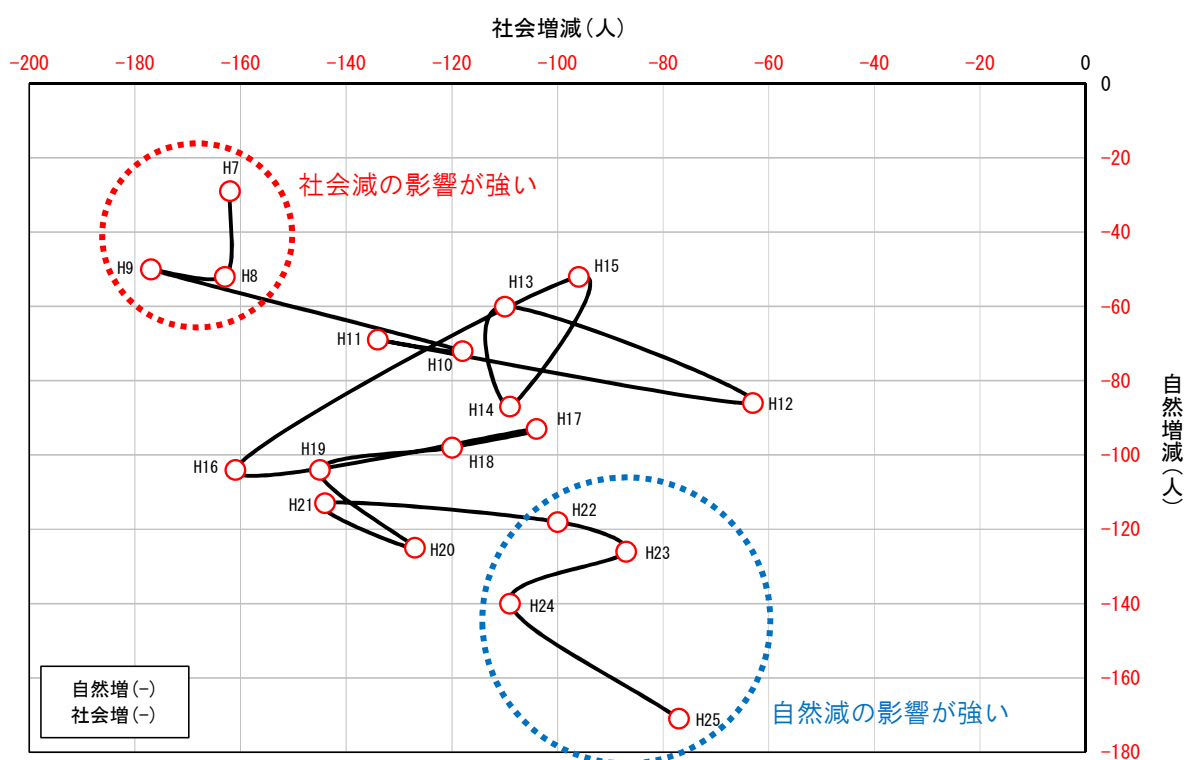 社会増減(人)
-200 -180 -160 -140 -120 -100 -80 -60 -40 -20 0
0
-20
-40
-60
-80
-100
-120
-140
-160
-180
自然増減(人)
H7
社会減の影響が強い
H9
H8
H15
H13
H11
H10
H12
H14
H17
H19
H18
H16
H21
H22
H20
H23
H24
H25
自然減の影響が強い
自然増(-)
社会増(-)